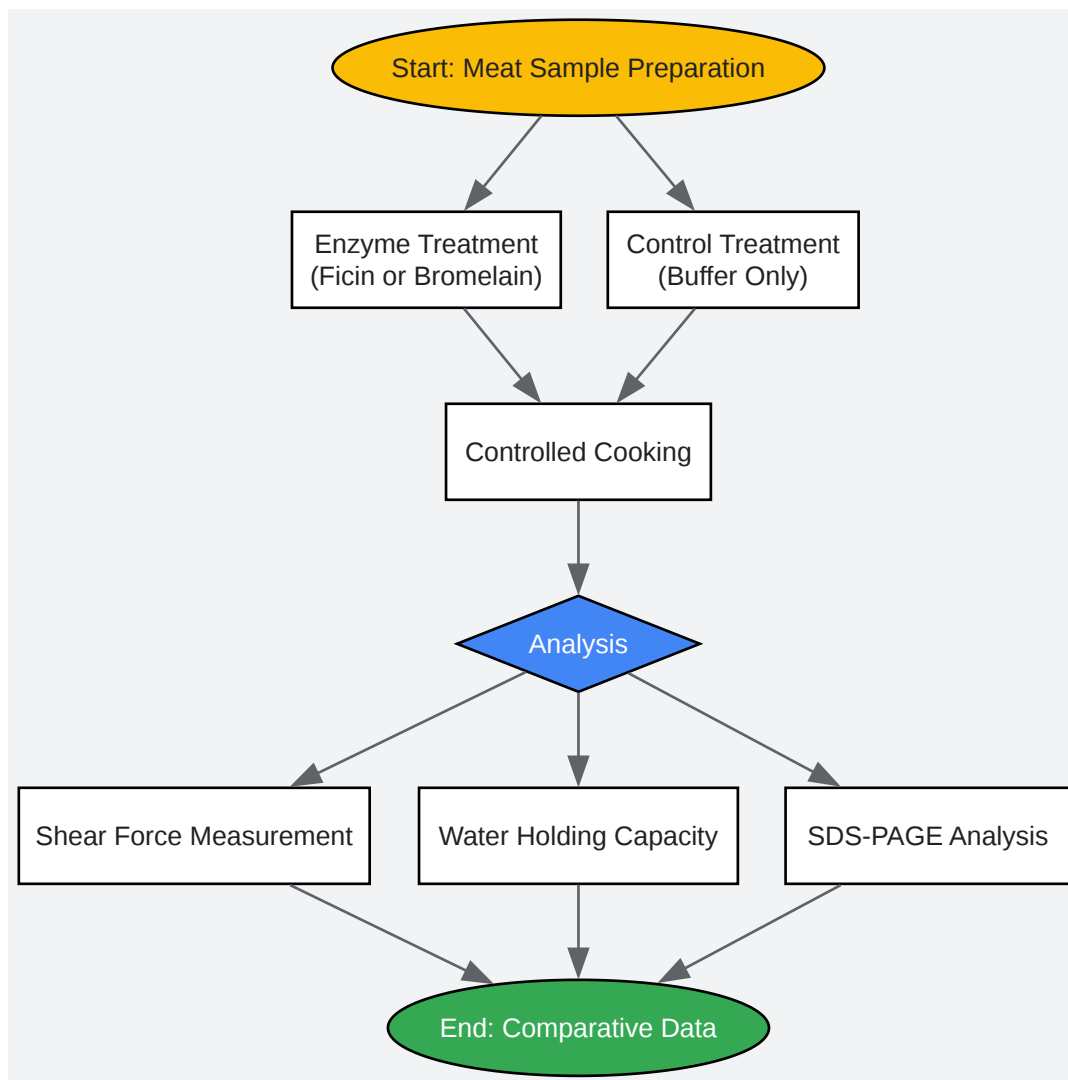 Start: Meat Sample Preparation
Enzyme Treatment
(Ficin or Bromelain)
Control Treatment
(Buffer Only)
Controlled Cooking
Analysis
Shear Force Measurement
Water Holding Capacity
SDS-PAGE Analysis
End: Comparative Data